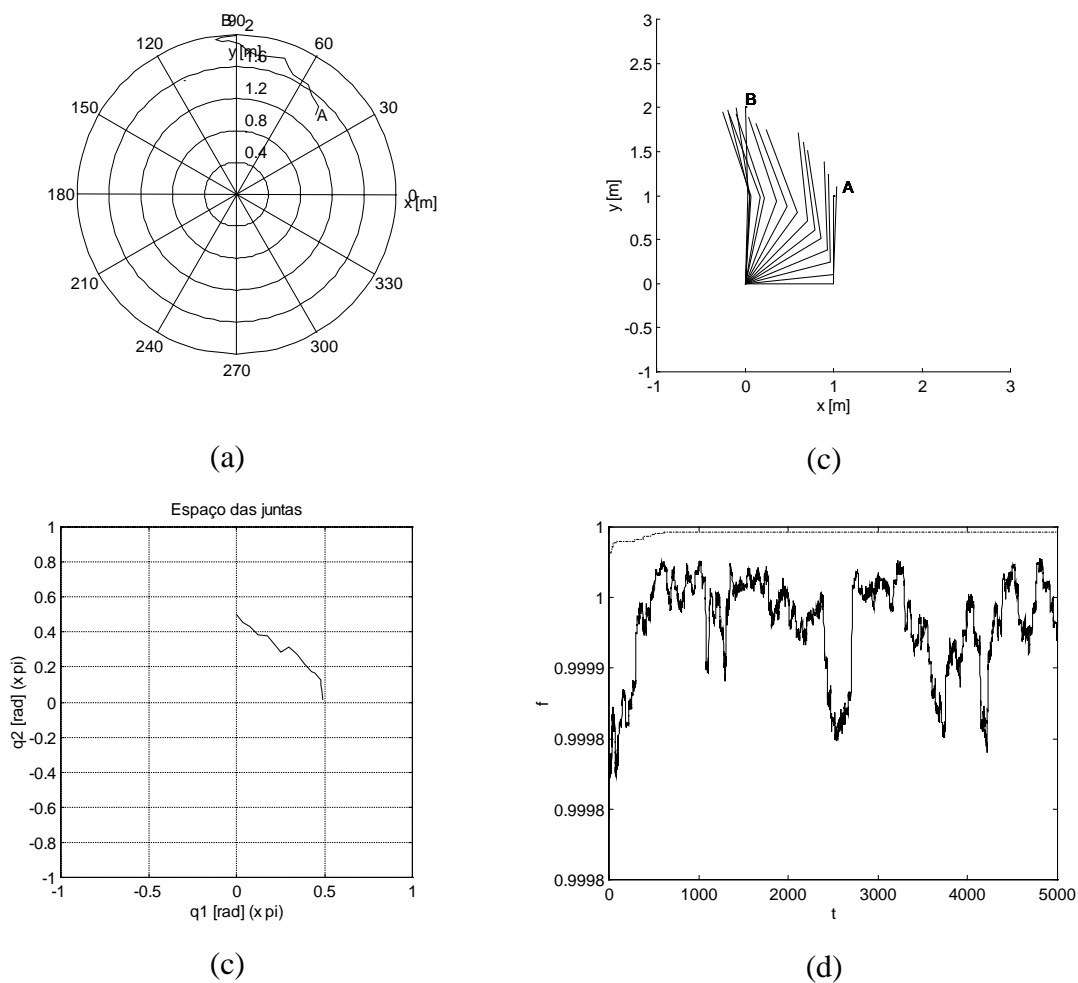 B 90 2
120 y [m] 60
1.6
150 1.2 30
0.8
A
0.4
180 0
x [m]
210 330
240 300
270
(a)
3
2.5
2
B
1.5
1
A
0.5
0
-0.5
-1
-1 0 1 2 3
y [m]
x [m]
(c)
Espaço das juntas
1
0.8
0.6
0.4
0.2
0
-0.2
-0.4
-0.6
-0.8
-1
-1 -0.5 0 0.5 1
q2 [rad] (x pi)
q1 [rad] (x pi)
(c)
1
1
0.9999
0.9998
0.9998
0.9998
0 1000 2000 3000 4000 5000
f
t
(d)